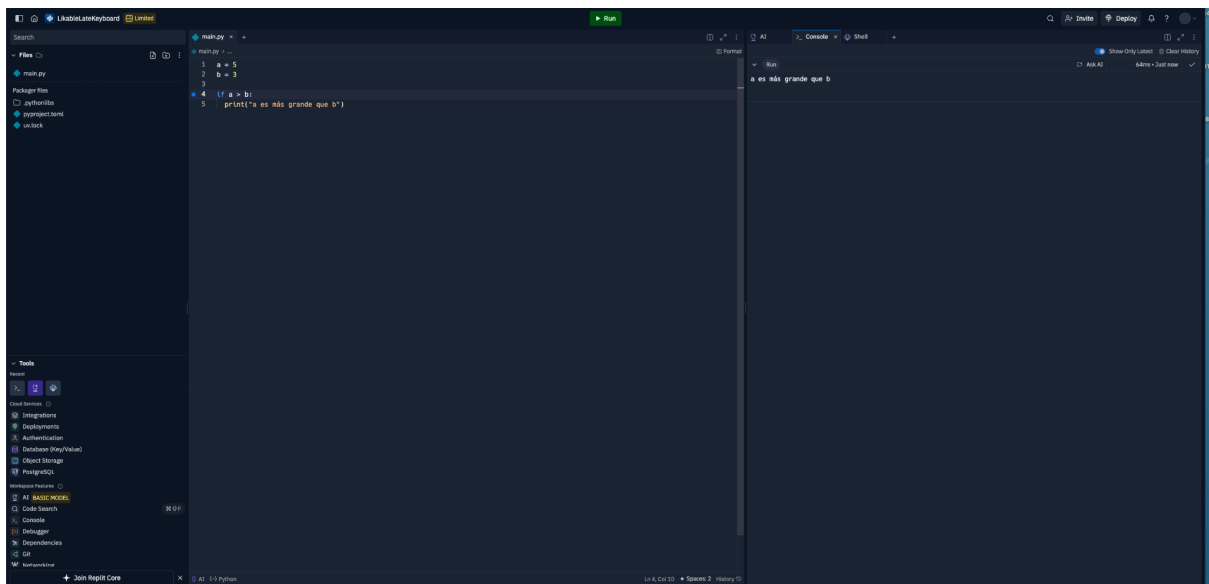 LikableLateKeyboard Limited
Run
Invite
Deploy
?
Search
Files
main.py
Packager files
.pythonlibs
pyproject.toml
uv.lock
Tools
Recent
Cloud Services
Integrations
Deployments
Authentication
Database (Key/Value)
Object Storage
PostgreSQL
Workspace Features
AI BASIC MODEL
Code Search ⌘⇧F
Console
Debugger
Dependencies
Git
Networking
Join Replit Core ×
main.py × +
main.py > ... Format
1 a = 5
2 b = 3
3
4 if a > b:
5 print("a es más grande que b")
AI {··} Python Ln 4, Col 10 Spaces: 2 History
AI >_ Console × Shell +
Show Only Latest Clear History
Run Ask AI 64ms • Just now
a es más grande que b